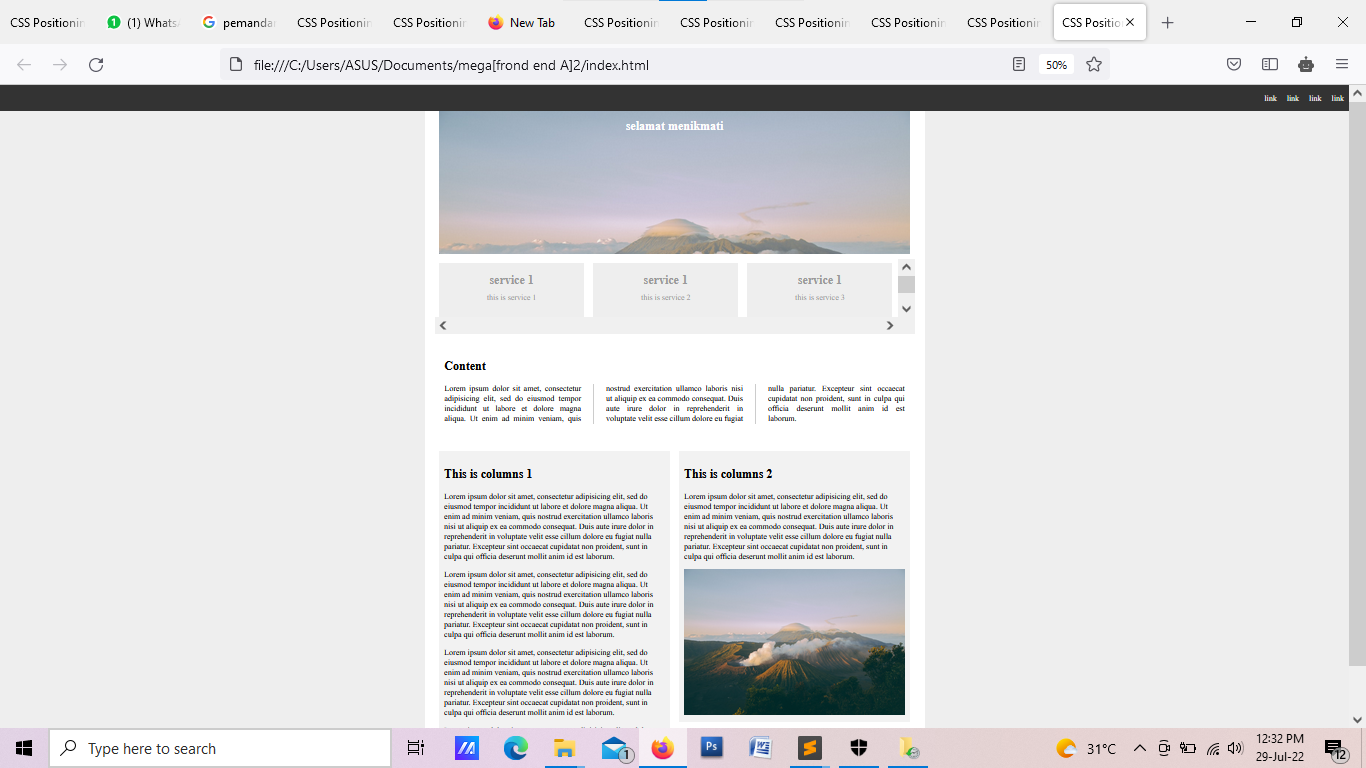 CSS Positionin
(1) Whats
pemanda
CSS Positionin
CSS Positionin
New Tab
CSS Positionin
CSS Positionin
CSS Positionin
CSS Positionin
CSS Positionin
CSS Positio
file:///C:/Users/ASUS/Documents/mega[frond end A]2/index.html
50%
link link link link
selamat menikmati
service 1
this is service 1
service 1
this is service 2
service 1
this is service 3
Content
Lorem ipsum dolor sit amet, consectetur
adipisicing elit, sed do eiusmod tempor
incididunt ut labore et dolore magna
aliqua. Ut enim ad minim veniam, quis
nostrud exercitation ullamco laboris nisi
ut aliquip ex ea commodo consequat. Duis
aute irure dolor in reprehenderit in
voluptate velit esse cillum dolore eu fugiat
nulla pariatur. Excepteur sint occaecat
cupidatat non proident, sunt in culpa qui
officia deserunt mollit anim id est
laborum.
This is columns 1
Lorem ipsum dolor sit amet, consectetur adipisicing elit, sed do
eiusmod tempor incididunt ut labore et dolore magna aliqua. Ut
enim ad minim veniam, quis nostrud exercitation ullamco laboris
nisi ut aliquip ex ea commodo consequat. Duis aute irure dolor in
reprehenderit in voluptate velit esse cillum dolore eu fugiat nulla
pariatur. Excepteur sint occaecat cupidatat non proident, sunt in
culpa qui officia deserunt mollit anim id est laborum.
Lorem ipsum dolor sit amet, consectetur adipisicing elit, sed do
eiusmod tempor incididunt ut labore et dolore magna aliqua. Ut
enim ad minim veniam, quis nostrud exercitation ullamco laboris
nisi ut aliquip ex ea commodo consequat. Duis aute irure dolor in
reprehenderit in voluptate velit esse cillum dolore eu fugiat nulla
pariatur. Excepteur sint occaecat cupidatat non proident, sunt in
culpa qui officia deserunt mollit anim id est laborum.
Lorem ipsum dolor sit amet, consectetur adipisicing elit, sed do
eiusmod tempor incididunt ut labore et dolore magna aliqua. Ut
enim ad minim veniam, quis nostrud exercitation ullamco laboris
nisi ut aliquip ex ea commodo consequat. Duis aute irure dolor in
reprehenderit in voluptate velit esse cillum dolore eu fugiat nulla
pariatur. Excepteur sint occaecat cupidatat non proident, sunt in
culpa qui officia deserunt mollit anim id est laborum.
This is columns 2
Lorem ipsum dolor sit amet, consectetur adipisicing elit, sed do
eiusmod tempor incididunt ut labore et dolore magna aliqua. Ut
enim ad minim veniam, quis nostrud exercitation ullamco laboris
nisi ut aliquip ex ea commodo consequat. Duis aute irure dolor in
reprehenderit in voluptate velit esse cillum dolore eu fugiat nulla
pariatur. Excepteur sint occaecat cupidatat non proident, sunt in
culpa qui officia deserunt mollit anim id est laborum.
Type here to search
1
Ps
31°C
12:32 PM
29-Jul-22
12